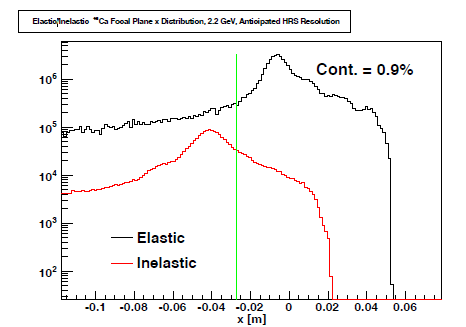 Elastic/Inelastic ⁴⁸Ca Focal Plane x Distribution, 2.2 GeV, Anticipated HRS Resolution
Cont. = 0.9%
10⁶
10⁵
10⁴
10³
10²
Elastic
Inelastic
-0.1 -0.08 -0.06 -0.04 -0.02 0 0.02 0.04 0.06
x [m]